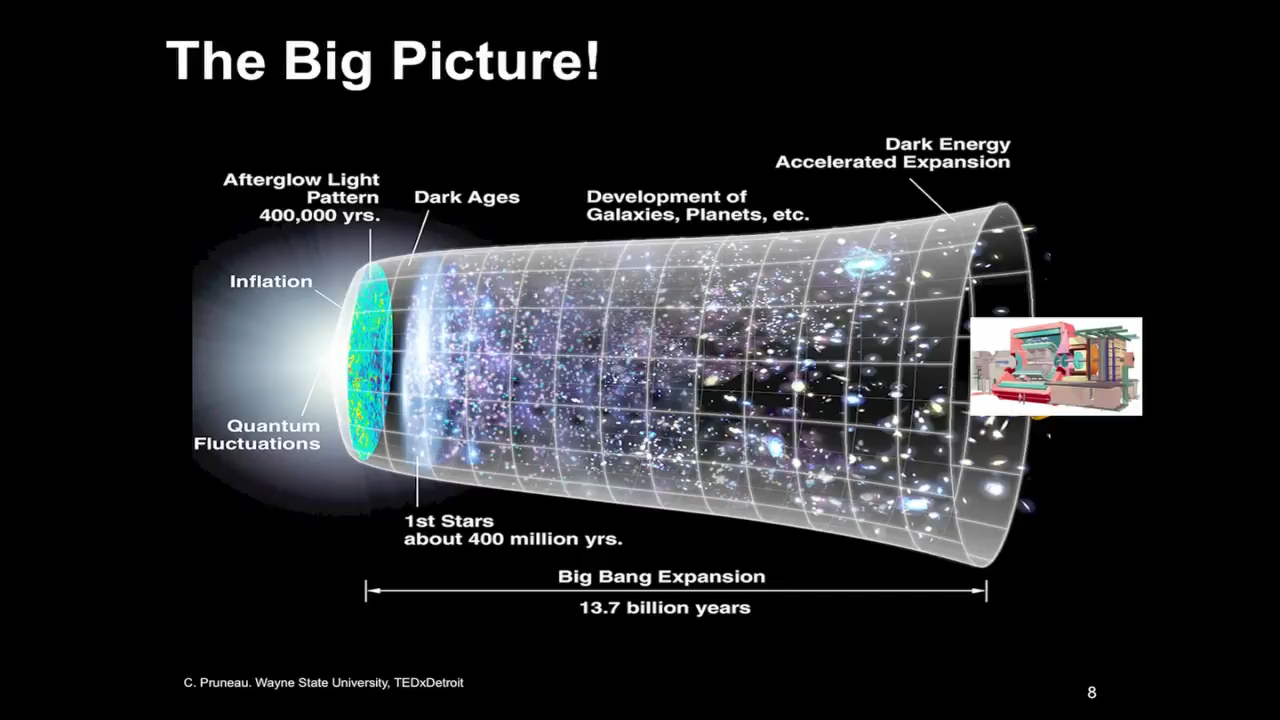 The Big Picture!
Dark Energy
Accelerated Expansion
Afterglow Light
Pattern
400,000 yrs.
Dark Ages
Development of
Galaxies, Planets, etc.
Inflation
Quantum
Fluctuations
1st Stars
about 400 million yrs.
Big Bang Expansion
13.7 billion years
C. Pruneau. Wayne State University, TEDxDetroit
8